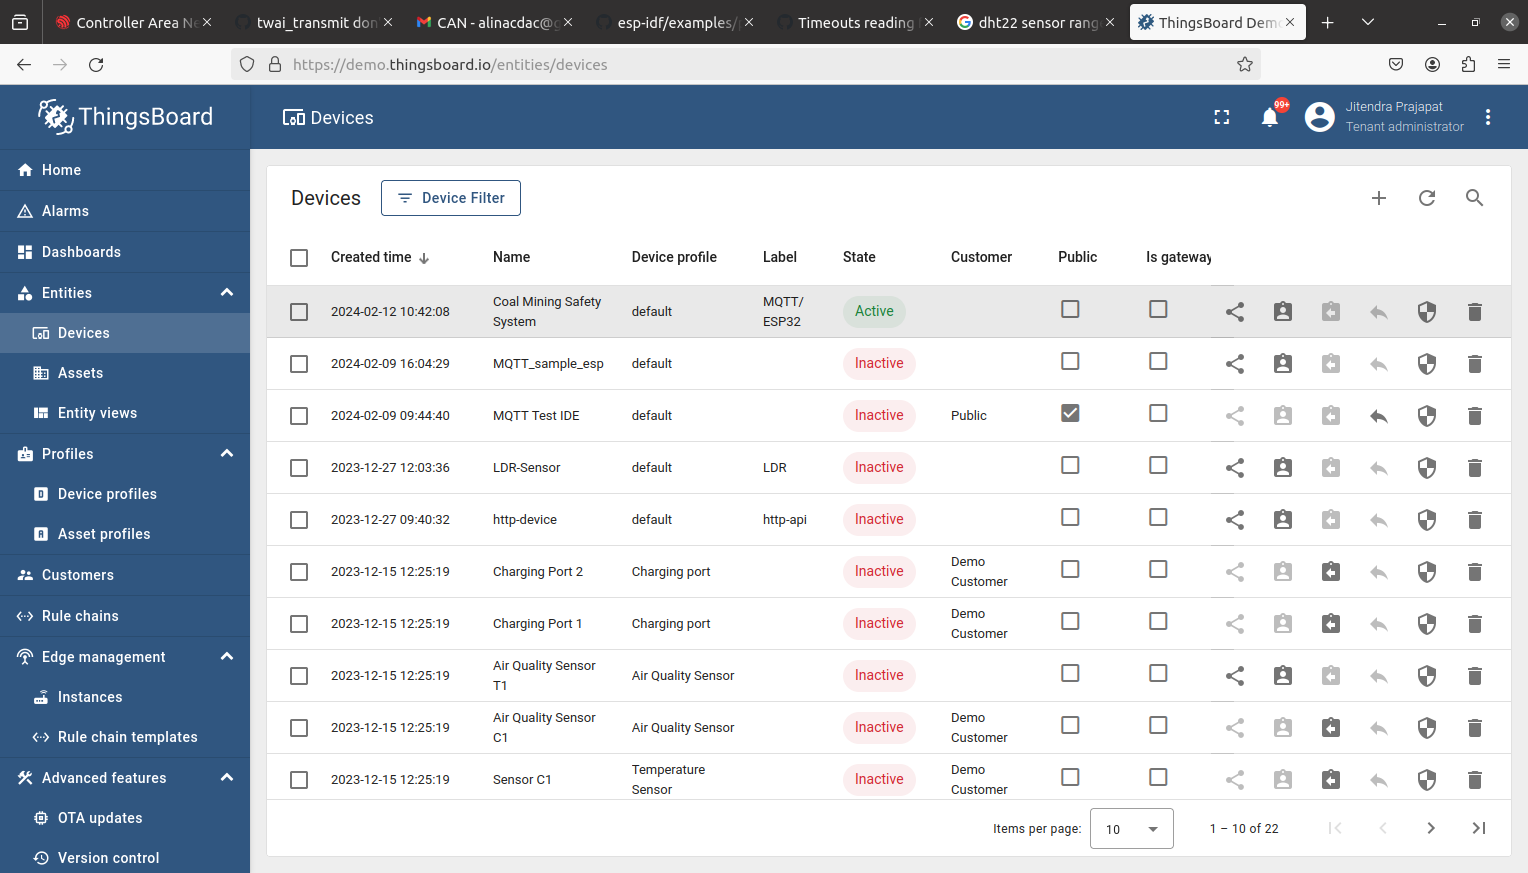 Controller Area Ne
twai_transmit don'
CAN - alinacdac@g
esp-idf/examples/p
Timeouts reading f
dht22 sensor range
ThingsBoard Demo
https://demo.thingsboard.io/entities/devices
ThingsBoard
Devices
99+
Jitendra Prajapat
Tenant administrator
Home
Alarms
Dashboards
Entities
Devices
Assets
Entity views
Profiles
Device profiles
Asset profiles
Customers
Rule chains
Edge management
Instances
Rule chain templates
Advanced features
OTA updates
Version control
Devices
Device Filter
Created time Name Device profile Label State Customer Public Is gateway
2024-02-12 10:42:08 Coal Mining Safety System default MQTT/ESP32 Active
2024-02-09 16:04:29 MQTT_sample_esp default Inactive
2024-02-09 09:44:40 MQTT Test IDE default Inactive Public
2023-12-27 12:03:36 LDR-Sensor default LDR Inactive
2023-12-27 09:40:32 http-device default http-api Inactive
2023-12-15 12:25:19 Charging Port 2 Charging port Inactive Demo Customer
2023-12-15 12:25:19 Charging Port 1 Charging port Inactive Demo Customer
2023-12-15 12:25:19 Air Quality Sensor T1 Air Quality Sensor Inactive
2023-12-15 12:25:19 Air Quality Sensor C1 Air Quality Sensor Inactive Demo Customer
2023-12-15 12:25:19 Sensor C1 Temperature Sensor Inactive Demo Customer
Items per page: 10 1 – 10 of 22